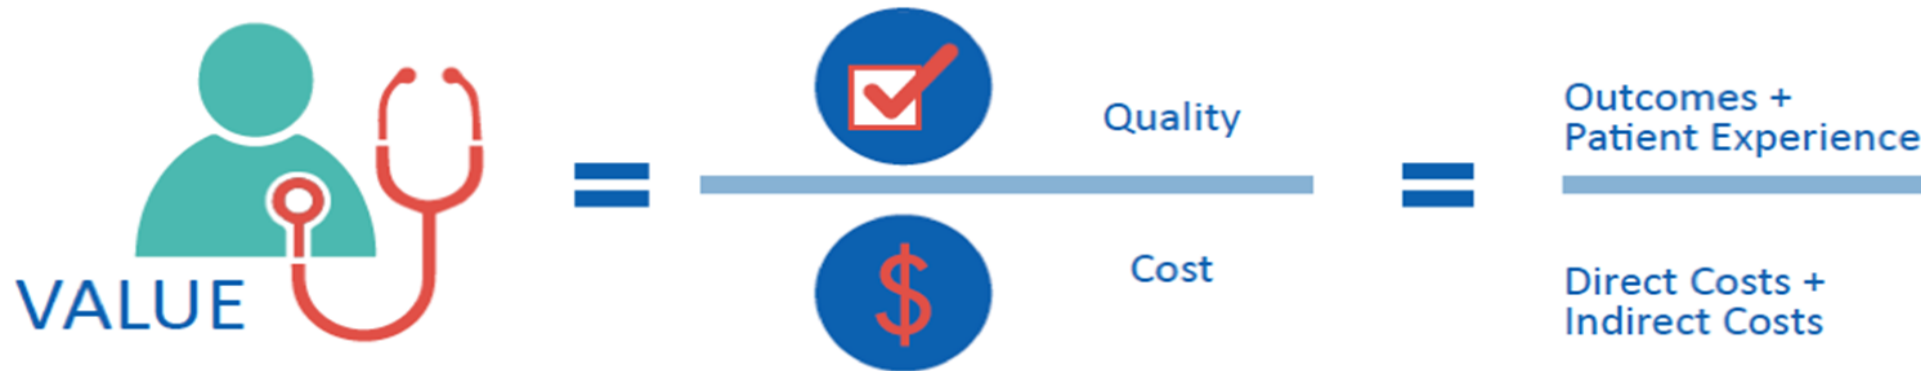 VALUE
=
Quality
Cost
=
Outcomes +
Patient Experience
Direct Costs +
Indirect Costs
$